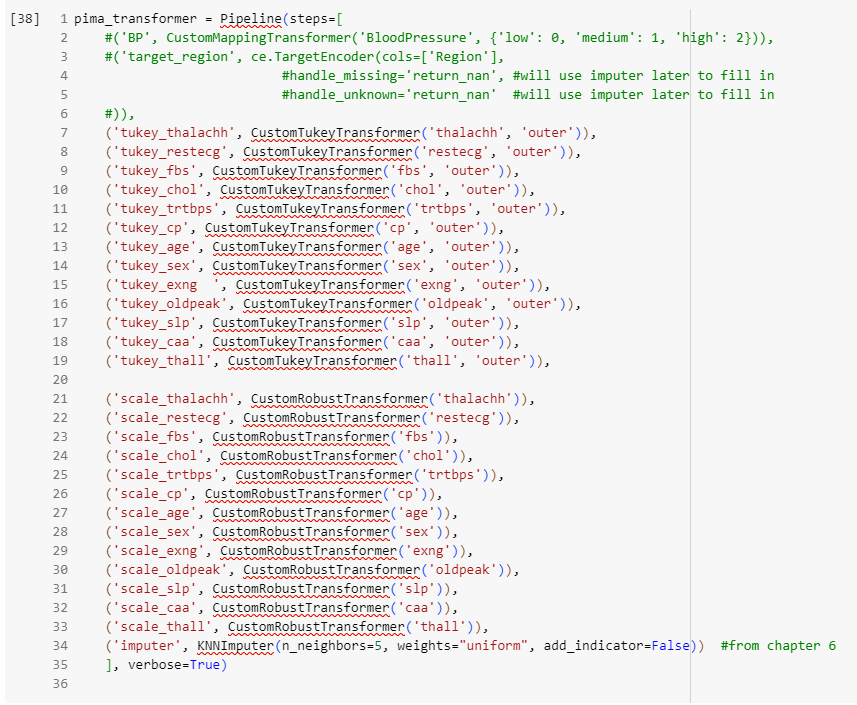 [38] 1 pima_transformer = Pipeline(steps=[
2 #('BP', CustomMappingTransformer('BloodPressure', {'low': 0, 'medium': 1, 'high': 2})),
3 #('target_region', ce.TargetEncoder(cols=['Region'],
4 #handle_missing='return_nan', #will use imputer later to fill in
5 #handle_unknown='return_nan'  #will use imputer later to fill in
6 #)),
7 ('tukey_thalachh', CustomTukeyTransformer('thalachh', 'outer')),
8 ('tukey_restecg', CustomTukeyTransformer('restecg', 'outer')),
9 ('tukey_fbs', CustomTukeyTransformer('fbs', 'outer')),
10 ('tukey_chol', CustomTukeyTransformer('chol', 'outer')),
11 ('tukey_trtbps', CustomTukeyTransformer('trtbps', 'outer')),
12 ('tukey_cp', CustomTukeyTransformer('cp', 'outer')),
13 ('tukey_age', CustomTukeyTransformer('age', 'outer')),
14 ('tukey_sex', CustomTukeyTransformer('sex', 'outer')),
15 ('tukey_exng  ', CustomTukeyTransformer('exng', 'outer')),
16 ('tukey_oldpeak', CustomTukeyTransformer('oldpeak', 'outer')),
17 ('tukey_slp', CustomTukeyTransformer('slp', 'outer')),
18 ('tukey_caa', CustomTukeyTransformer('caa', 'outer')),
19 ('tukey_thall', CustomTukeyTransformer('thall', 'outer')),
20
21 ('scale_thalachh', CustomRobustTransformer('thalachh')),
22 ('scale_restecg', CustomRobustTransformer('restecg')),
23 ('scale_fbs', CustomRobustTransformer('fbs')),
24 ('scale_chol', CustomRobustTransformer('chol')),
25 ('scale_trtbps', CustomRobustTransformer('trtbps')),
26 ('scale_cp', CustomRobustTransformer('cp')),
27 ('scale_age', CustomRobustTransformer('age')),
28 ('scale_sex', CustomRobustTransformer('sex')),
29 ('scale_exng', CustomRobustTransformer('exng')),
30 ('scale_oldpeak', CustomRobustTransformer('oldpeak')),
31 ('scale_slp', CustomRobustTransformer('slp')),
32 ('scale_caa', CustomRobustTransformer('caa')),
33 ('scale_thall', CustomRobustTransformer('thall')),
34 ('imputer', KNNImputer(n_neighbors=5, weights="uniform", add_indicator=False))  #from chapter 6
35 ], verbose=True)
36